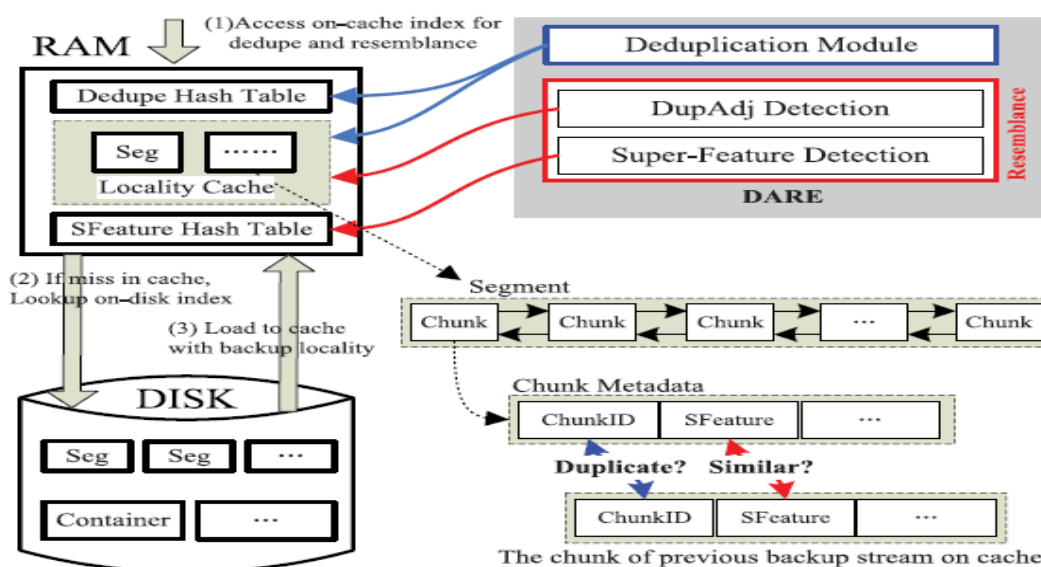 (1)Access on-cache index for
dedupe and resemblance
RAM
Dedupe Hash Table
Seg
......
Locality Cache
SFeature Hash Table
Deduplication Module
DupAdj Detection
Super-Feature Detection
Resemblance
DARE
(2) If miss in cache,
Lookup on-disk index
(3) Load to cache
with backup locality
Segment
Chunk
Chunk
Chunk
...
Chunk
DISK
Seg
Seg
...
Container
...
Chunk Metadata
ChunkID
SFeature
...
Duplicate?
Similar?
ChunkID
SFeature
...
The chunk of previous backup stream on cache